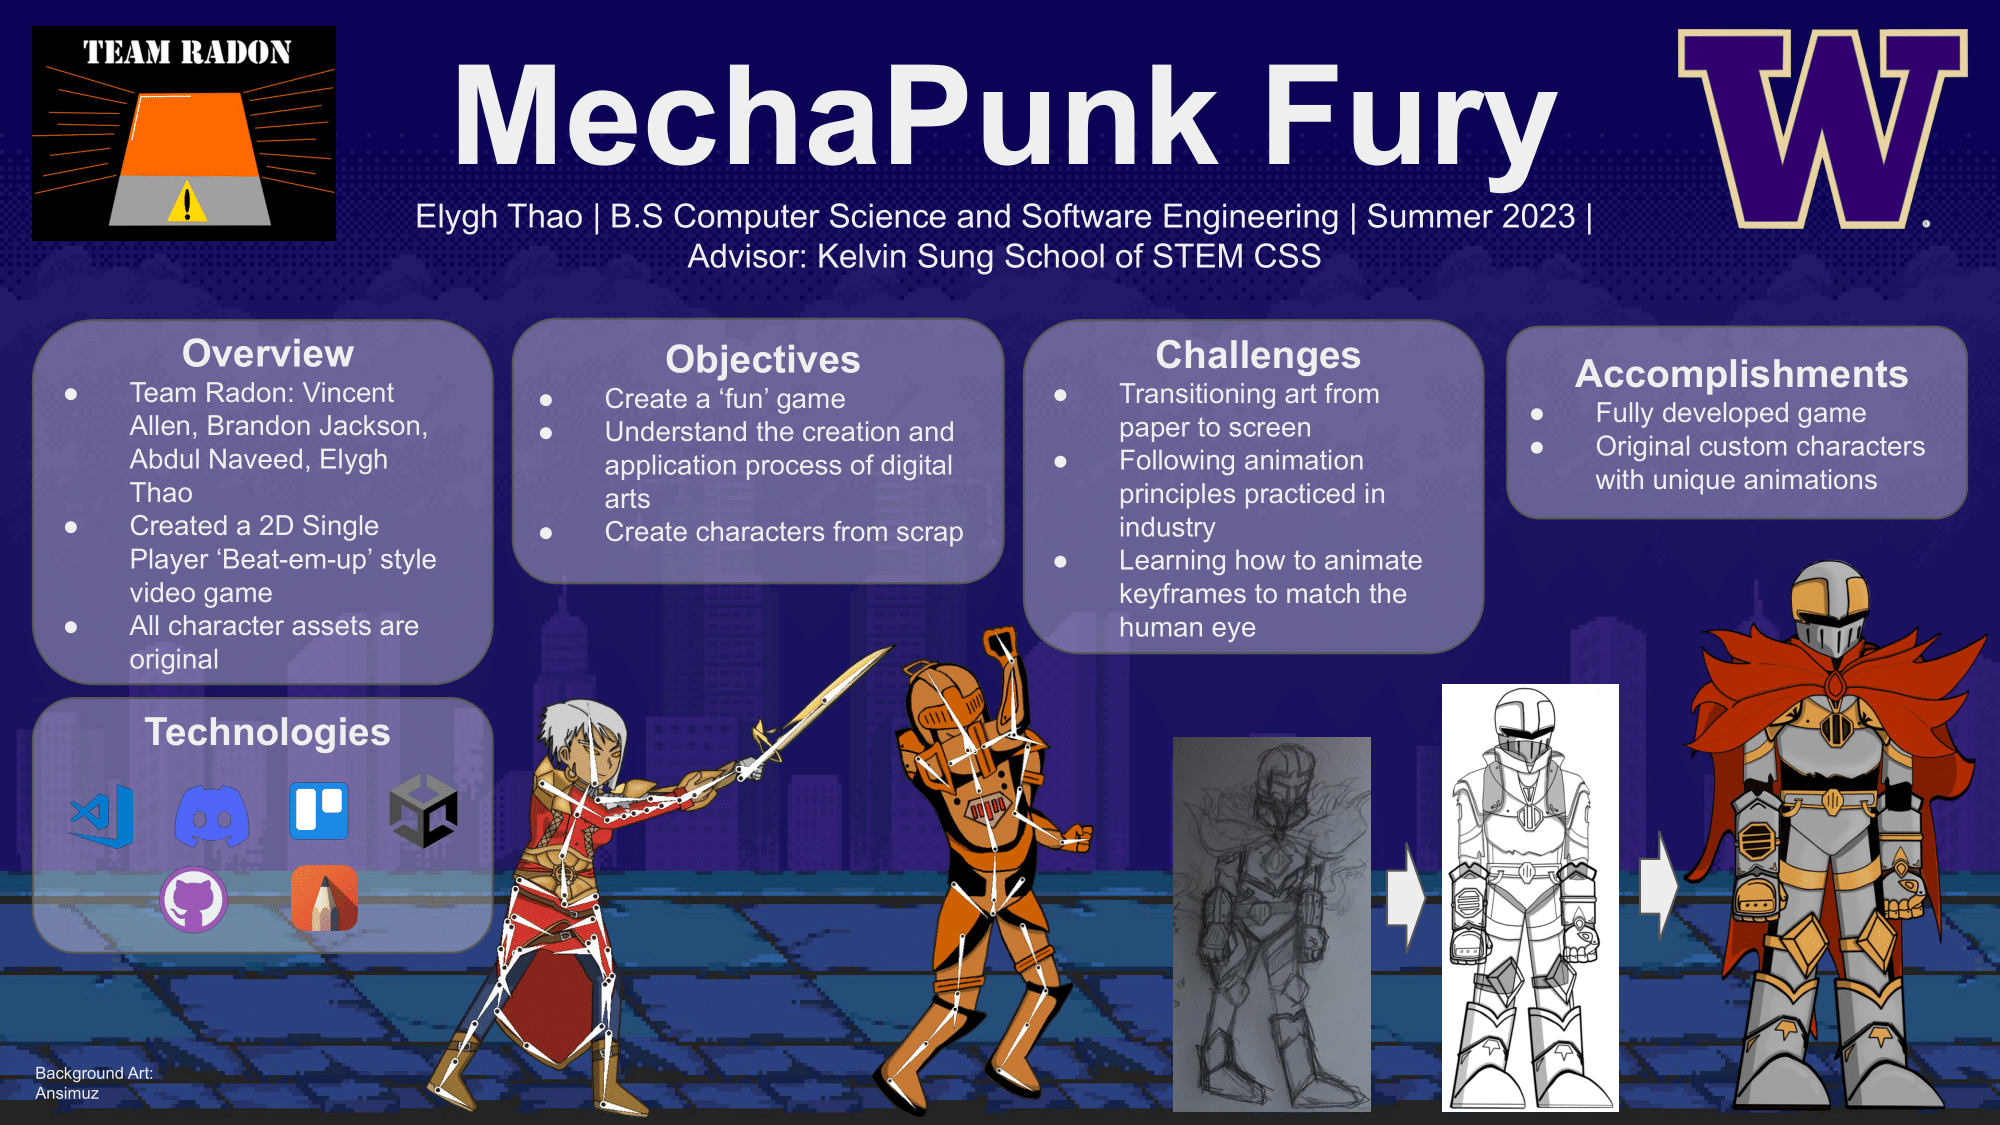 TEAM RADON
MechaPunk Fury
W
Elygh Thao | B.S Computer Science and Software Engineering | Summer 2023 |
Advisor: Kelvin Sung School of STEM CSS
Overview
● Team Radon: Vincent
Allen, Brandon Jackson,
Abdul Naveed, Elygh
Thao
● Created a 2D Single
Player ‘Beat-em-up’ style
video game
● All character assets are
original
Objectives
● Create a ‘fun’ game
● Understand the creation and
application process of digital
arts
● Create characters from scrap
Challenges
● Transitioning art from
paper to screen
● Following animation
principles practiced in
industry
● Learning how to animate
keyframes to match the
human eye
Accomplishments
● Fully developed game
● Original custom characters
with unique animations
Technologies
Background Art:
Ansimuz